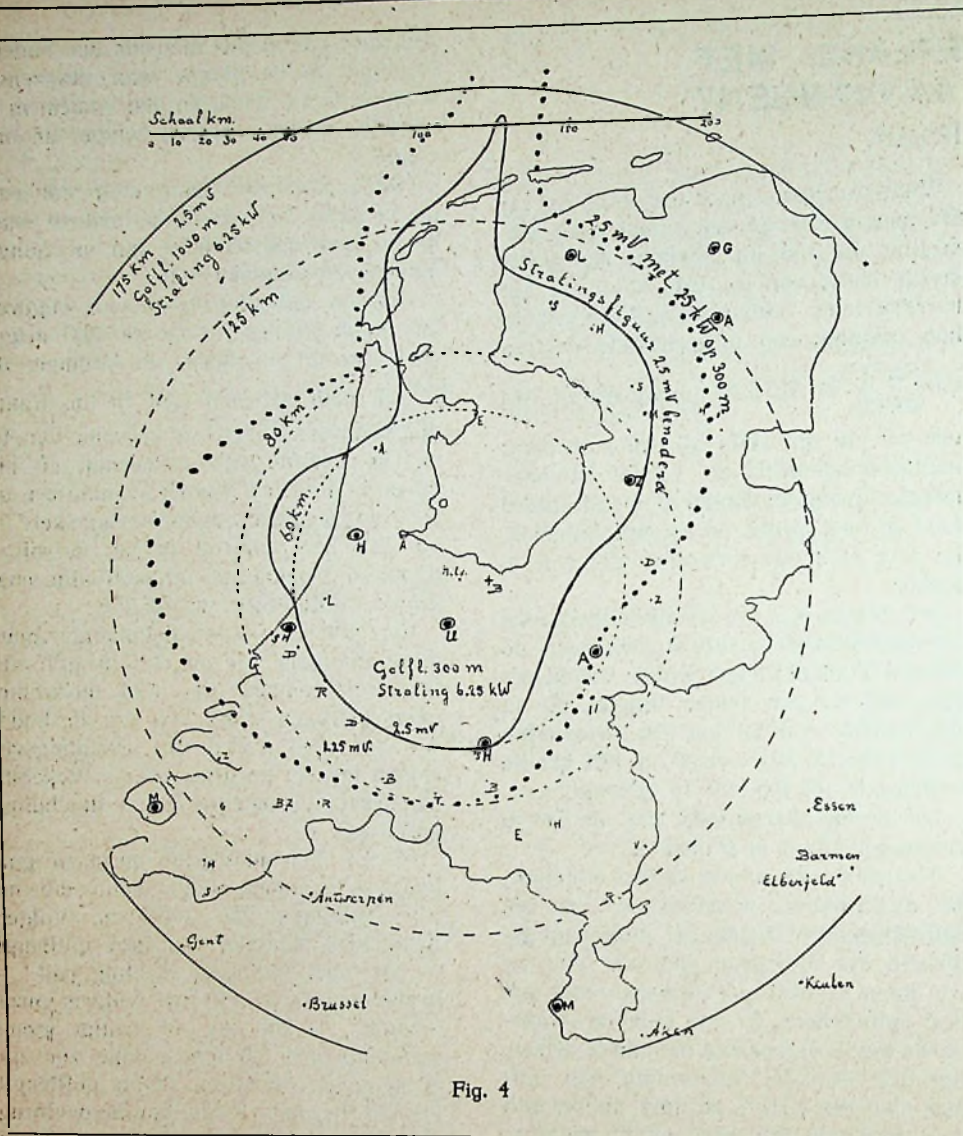 Schaal km.
0 10 20 30 40 50 100 150 200
175 km 2.5 mV
Golfl. 1000 m
Straling 6.25 kW
125 km
80 km
60 km.
2.5 mV met 25 kW op 300 m
Stralingsfiguur 2.5 mV benaderd
L
G
A
S
H
S
Z
A
E
O
H
A
h.ls.
B
D
Z
L
U
sH
D
A
Golfl. 300 m
Straling 6.25 kW
R
D
2.5 mV
1.25 mV.
sH
B
B
T.
M
G
B.Z
R
E
H
V
H
R
Essen
Barmen
Elberfeld
Antwerpen
Gent
Brussel
Keulen
M
Aken
Fig. 4